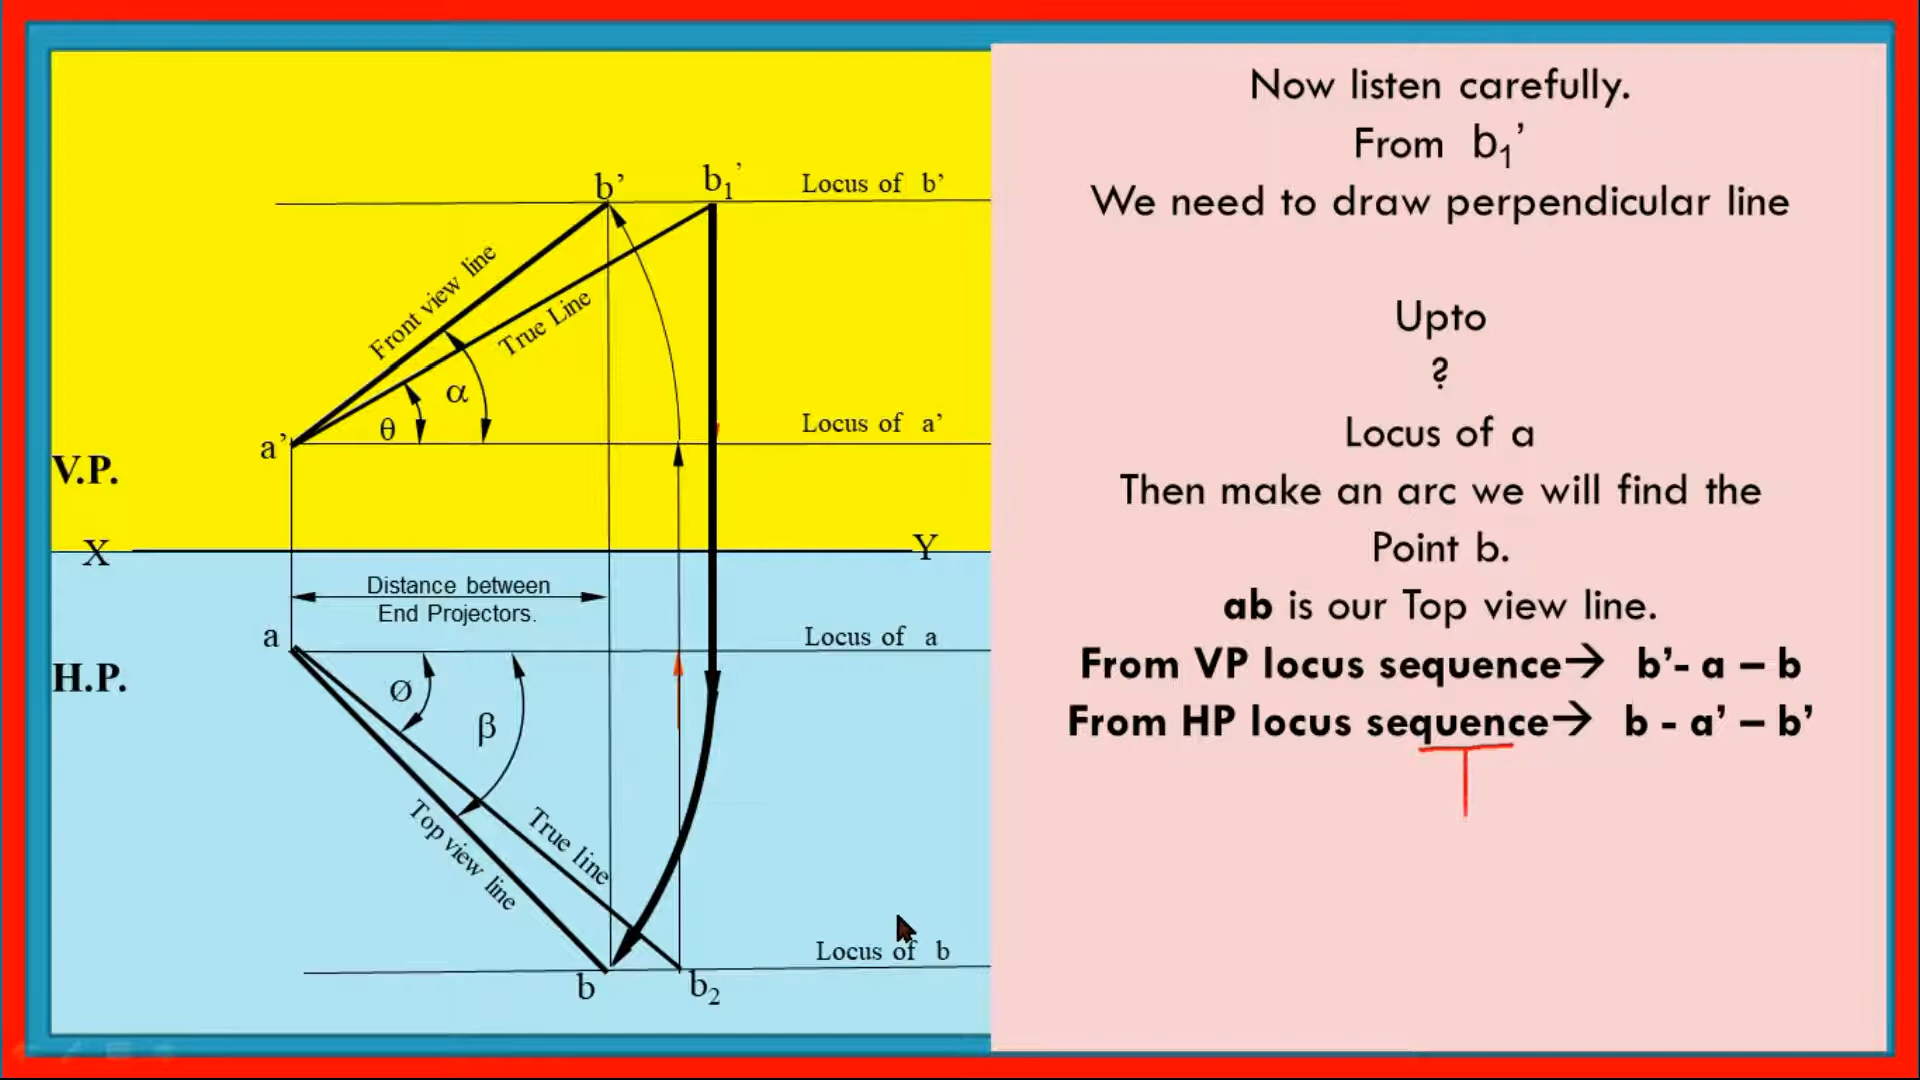 b’
b₁’
Locus of b’
Front view line
True Line
α
θ
Locus of a’
a’
V.P.
X
Y
Distance between
End Projectors.
a
Locus of a
H.P.
Ø
β
Top view line
True line
Locus of b
b
b₂
Now listen carefully.
From b₁’
We need to draw perpendicular line
Upto
?
Locus of a
Then make an arc we will find the
Point b.
ab is our Top view line.
From VP locus sequence→ b’- a – b
From HP locus sequence→ b - a’ – b’